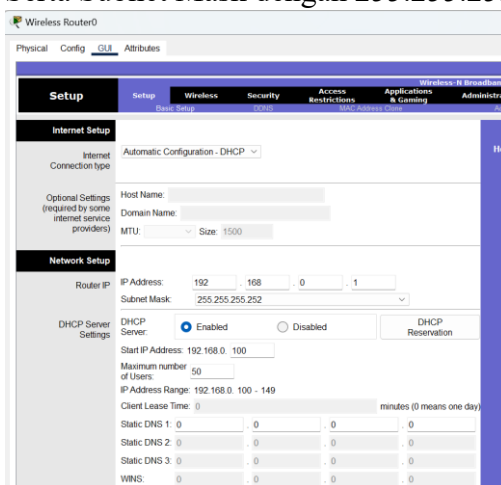 Wireless Router0
Physical Config GUI Attributes
Wireless-N Broadban
Setup
Setup Wireless Security Access Restrictions Applications & Gaming Administra
Basic Setup DDNS MAC Address Clone
Internet Setup
Internet Connection type
Automatic Configuration - DHCP
Optional Settings (required by some internet service providers)
Host Name:
Domain Name:
MTU: Size: 1500
Network Setup
Router IP
IP Address: 192 . 168 . 0 . 1
Subnet Mask: 255.255.255.252
DHCP Server Settings
DHCP Server: Enabled Disabled DHCP Reservation
Start IP Address: 192.168.0. 100
Maximum number of Users: 50
IP Address Range: 192.168.0. 100 - 149
Client Lease Time: 0 minutes (0 means one day)
Static DNS 1: 0 . 0 . 0 . 0
Static DNS 2: 0 . 0 . 0 . 0
Static DNS 3: 0 . 0 . 0 . 0
WINS: 0 . 0 . 0 . 0